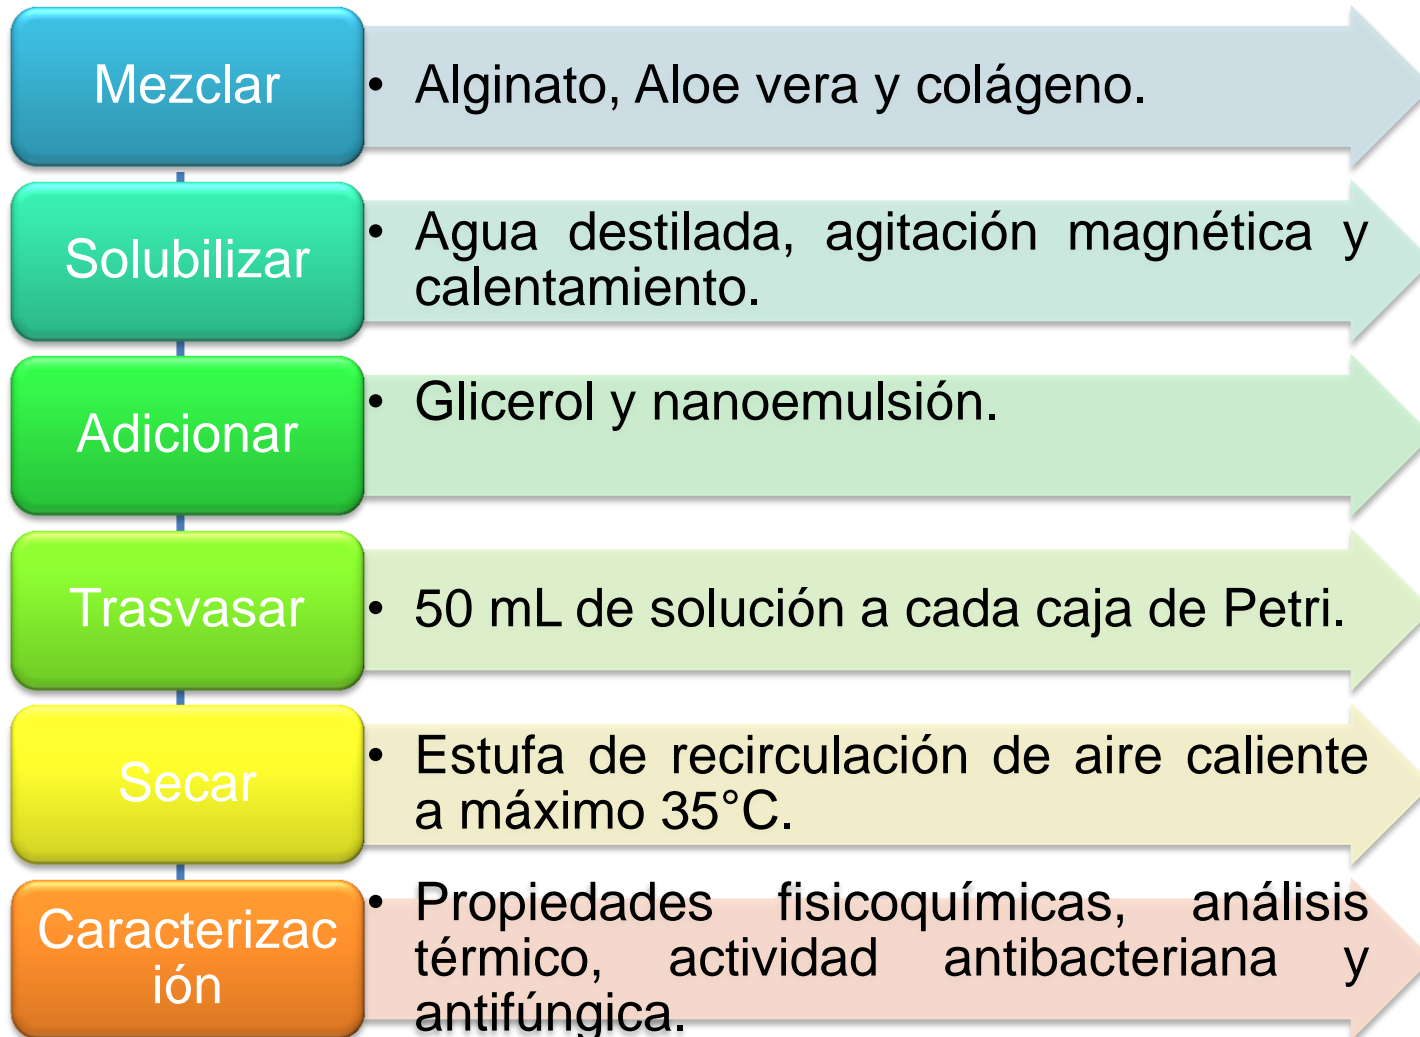 Mezclar
• Alginato, Aloe vera y colágeno.
Solubilizar
• Agua destilada, agitación magnética y
calentamiento.
Adicionar
• Glicerol y nanoemulsión.
Trasvasar
• 50 mL de solución a cada caja de Petri.
Secar
• Estufa de recirculación de aire caliente
a máximo 35°C.
Caracterizac
ión
• Propiedades fisicoquímicas, análisis
térmico, actividad antibacteriana y
antifúngica.